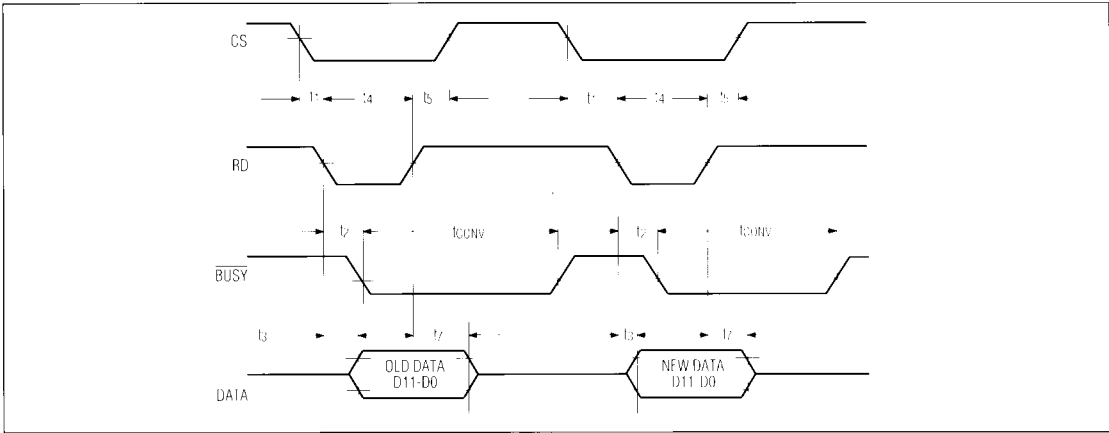 CS
t1 t4 t5 t1 t4 t5
RD
t2 tCONV t2 tCONV
BUSY
t3 t7 t3 t7
OLD DATA
D11-D0
NEW DATA
D11-D0
DATA